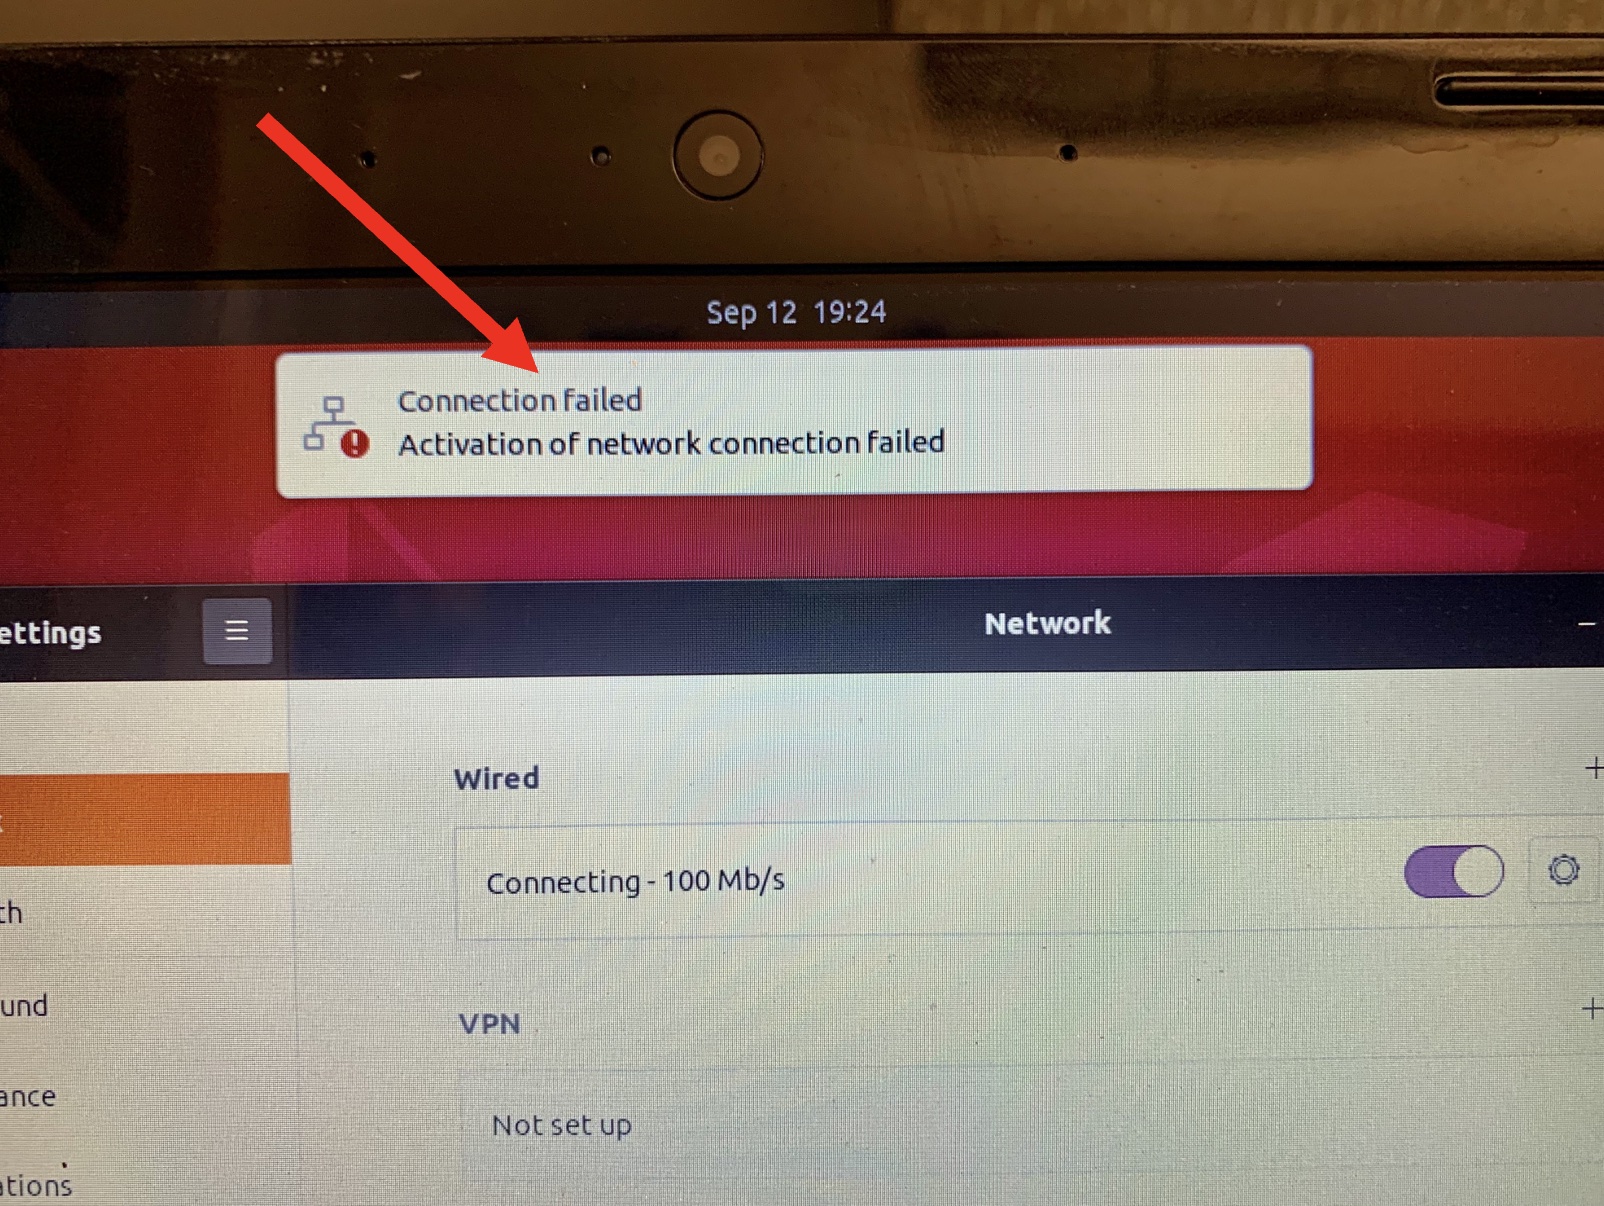 Sep 12 19:24
Connection failed
Activation of network connection failed
ettings
Network
Wired
Connecting - 100 Mb/s
th
VPN
und
ance
Not set up
ations